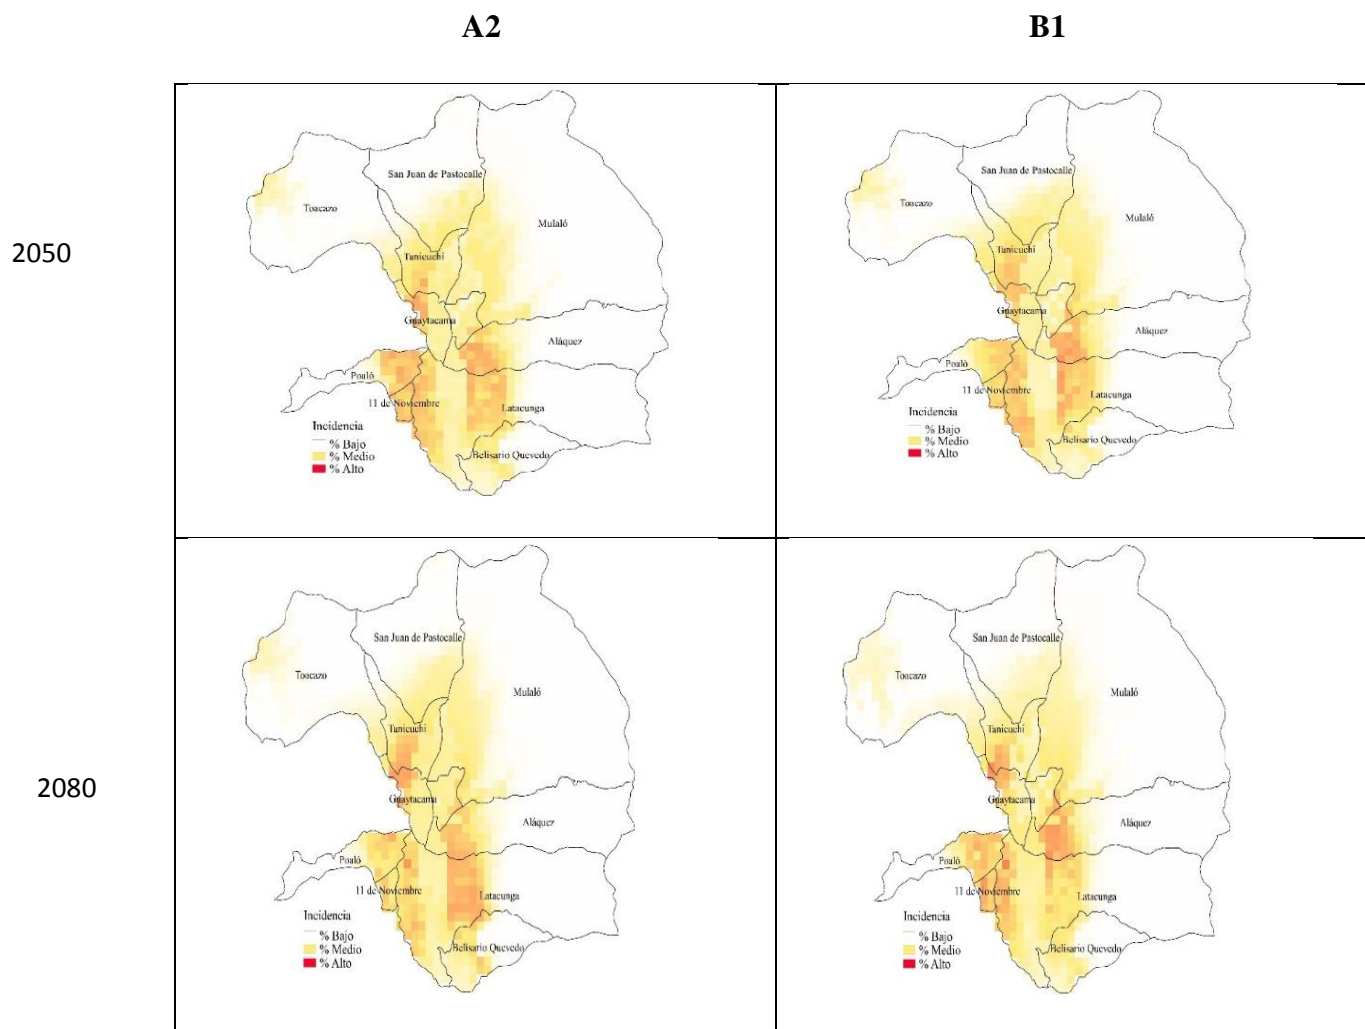 A2
B1
2050
San Juan de Pastocalle
Toacazo
Mulaló
Tanicuchí
Guaytacama
Aláquez
Poaló
11 de Noviembre
Latacunga
Incidencia
% Bajo
% Medio
% Alto
Belisario Quevedo
San Juan de Pastocalle
Toacazo
Mulaló
Tanicuchí
Guaytacama
Aláquez
Poaló
11 de Noviembre
Latacunga
Incidencia
% Bajo
% Medio
% Alto
Belisario Quevedo
2080
San Juan de Pastocalle
Toacazo
Mulaló
Tanicuchí
Guaytacama
Aláquez
Poaló
11 de Noviembre
Latacunga
Incidencia
% Bajo
% Medio
% Alto
Belisario Quevedo
San Juan de Pastocalle
Toacazo
Mulaló
Tanicuchí
Guaytacama
Aláquez
Poaló
11 de Noviembre
Latacunga
Incidencia
% Bajo
% Medio
% Alto
Belisario Quevedo